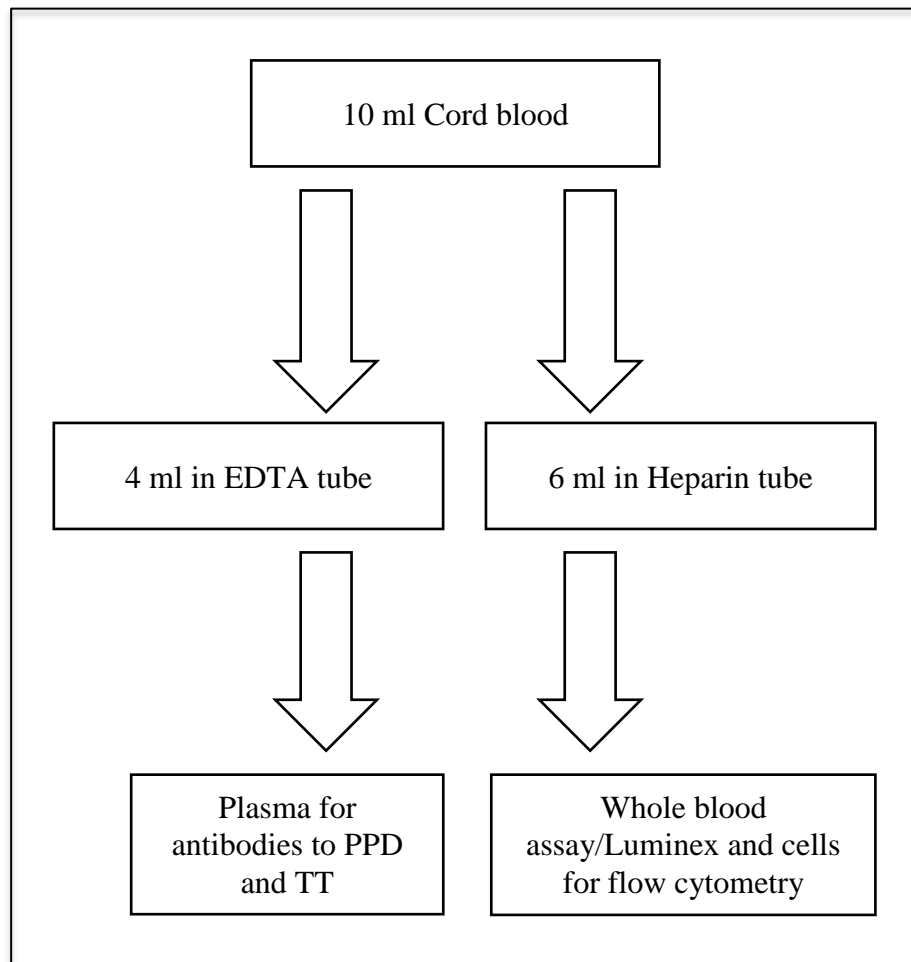 10 ml Cord blood
4 ml in EDTA tube
6 ml in Heparin tube
Plasma for
antibodies to PPD
and TT
Whole blood
assay/Luminex and cells
for flow cytometry